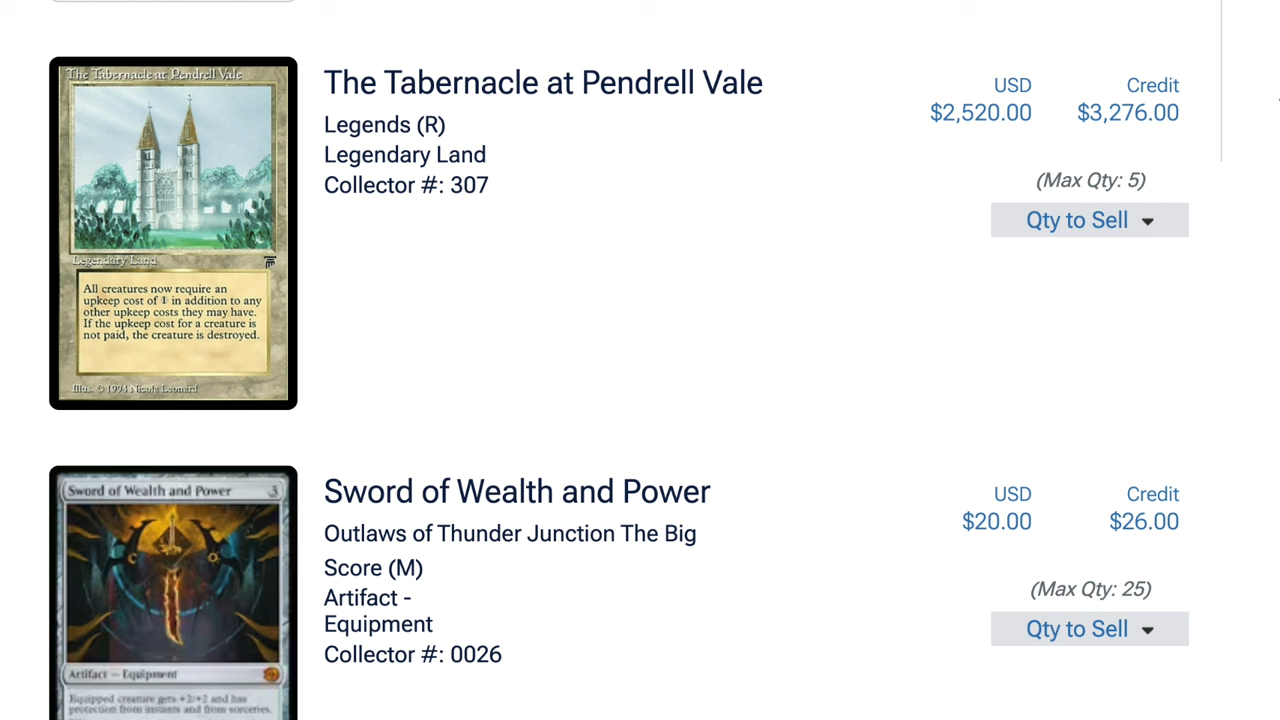 The Tabernacle at Pendrell Vale
Legendary Land
All creatures now require an
upkeep cost of 1 in addition to any
other upkeep costs they may have.
If the upkeep cost for a creature is
not paid, the creature is destroyed.
Illus. © 1994 Nicola Leonard
The Tabernacle at Pendrell Vale
Legends (R)
Legendary Land
Collector #: 307
USD Credit
$2,520.00 $3,276.00
(Max Qty: 5)
Qty to Sell
Sword of Wealth and Power 3
Artifact — Equipment
Equipped creature gets +2/+2 and has
protection from instants and from sorceries.
Sword of Wealth and Power
Outlaws of Thunder Junction The Big
Score (M)
Artifact -
Equipment
Collector #: 0026
USD Credit
$20.00 $26.00
(Max Qty: 25)
Qty to Sell